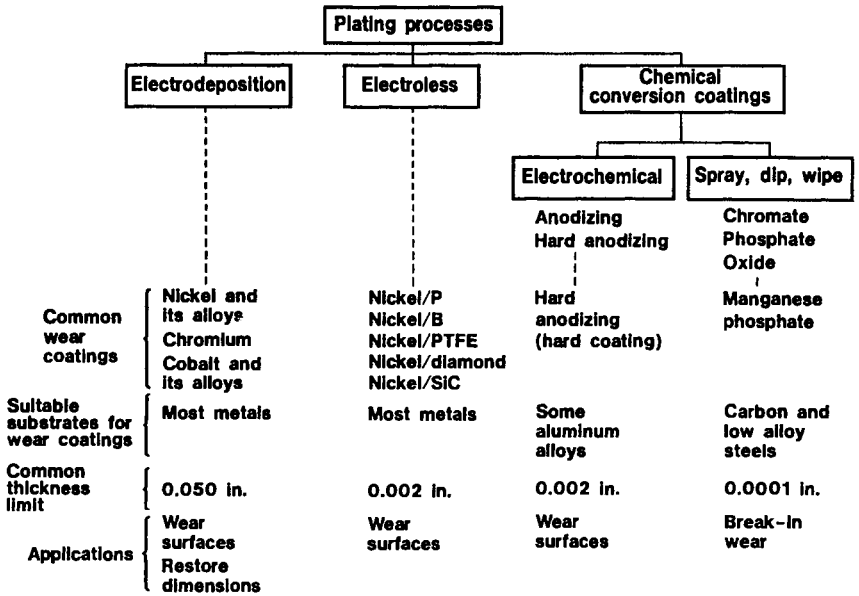 Plating processes
Electrodeposition
Electroless
Chemical
conversion coatings
Electrochemical
Spray, dip, wipe
Anodizing
Hard anodizing
Chromate
Phosphate
Oxide
Common
wear
coatings
Nickel and
its alloys
Chromium
Cobalt and
its alloys
Nickel/P
Nickel/B
Nickel/PTFE
Nickel/diamond
Nickel/SiC
Hard
anodizing
(hard coating)
Manganese
phosphate
Suitable
substrates for
wear coatings
Most metals
Most metals
Some
aluminum
alloys
Carbon and
low alloy
steels
Common
thickness
limit
0.050 in.
0.002 in.
0.002 in.
0.0001 in.
Applications
Wear
surfaces
Restore
dimensions
Wear
surfaces
Wear
surfaces
Break-in
wear